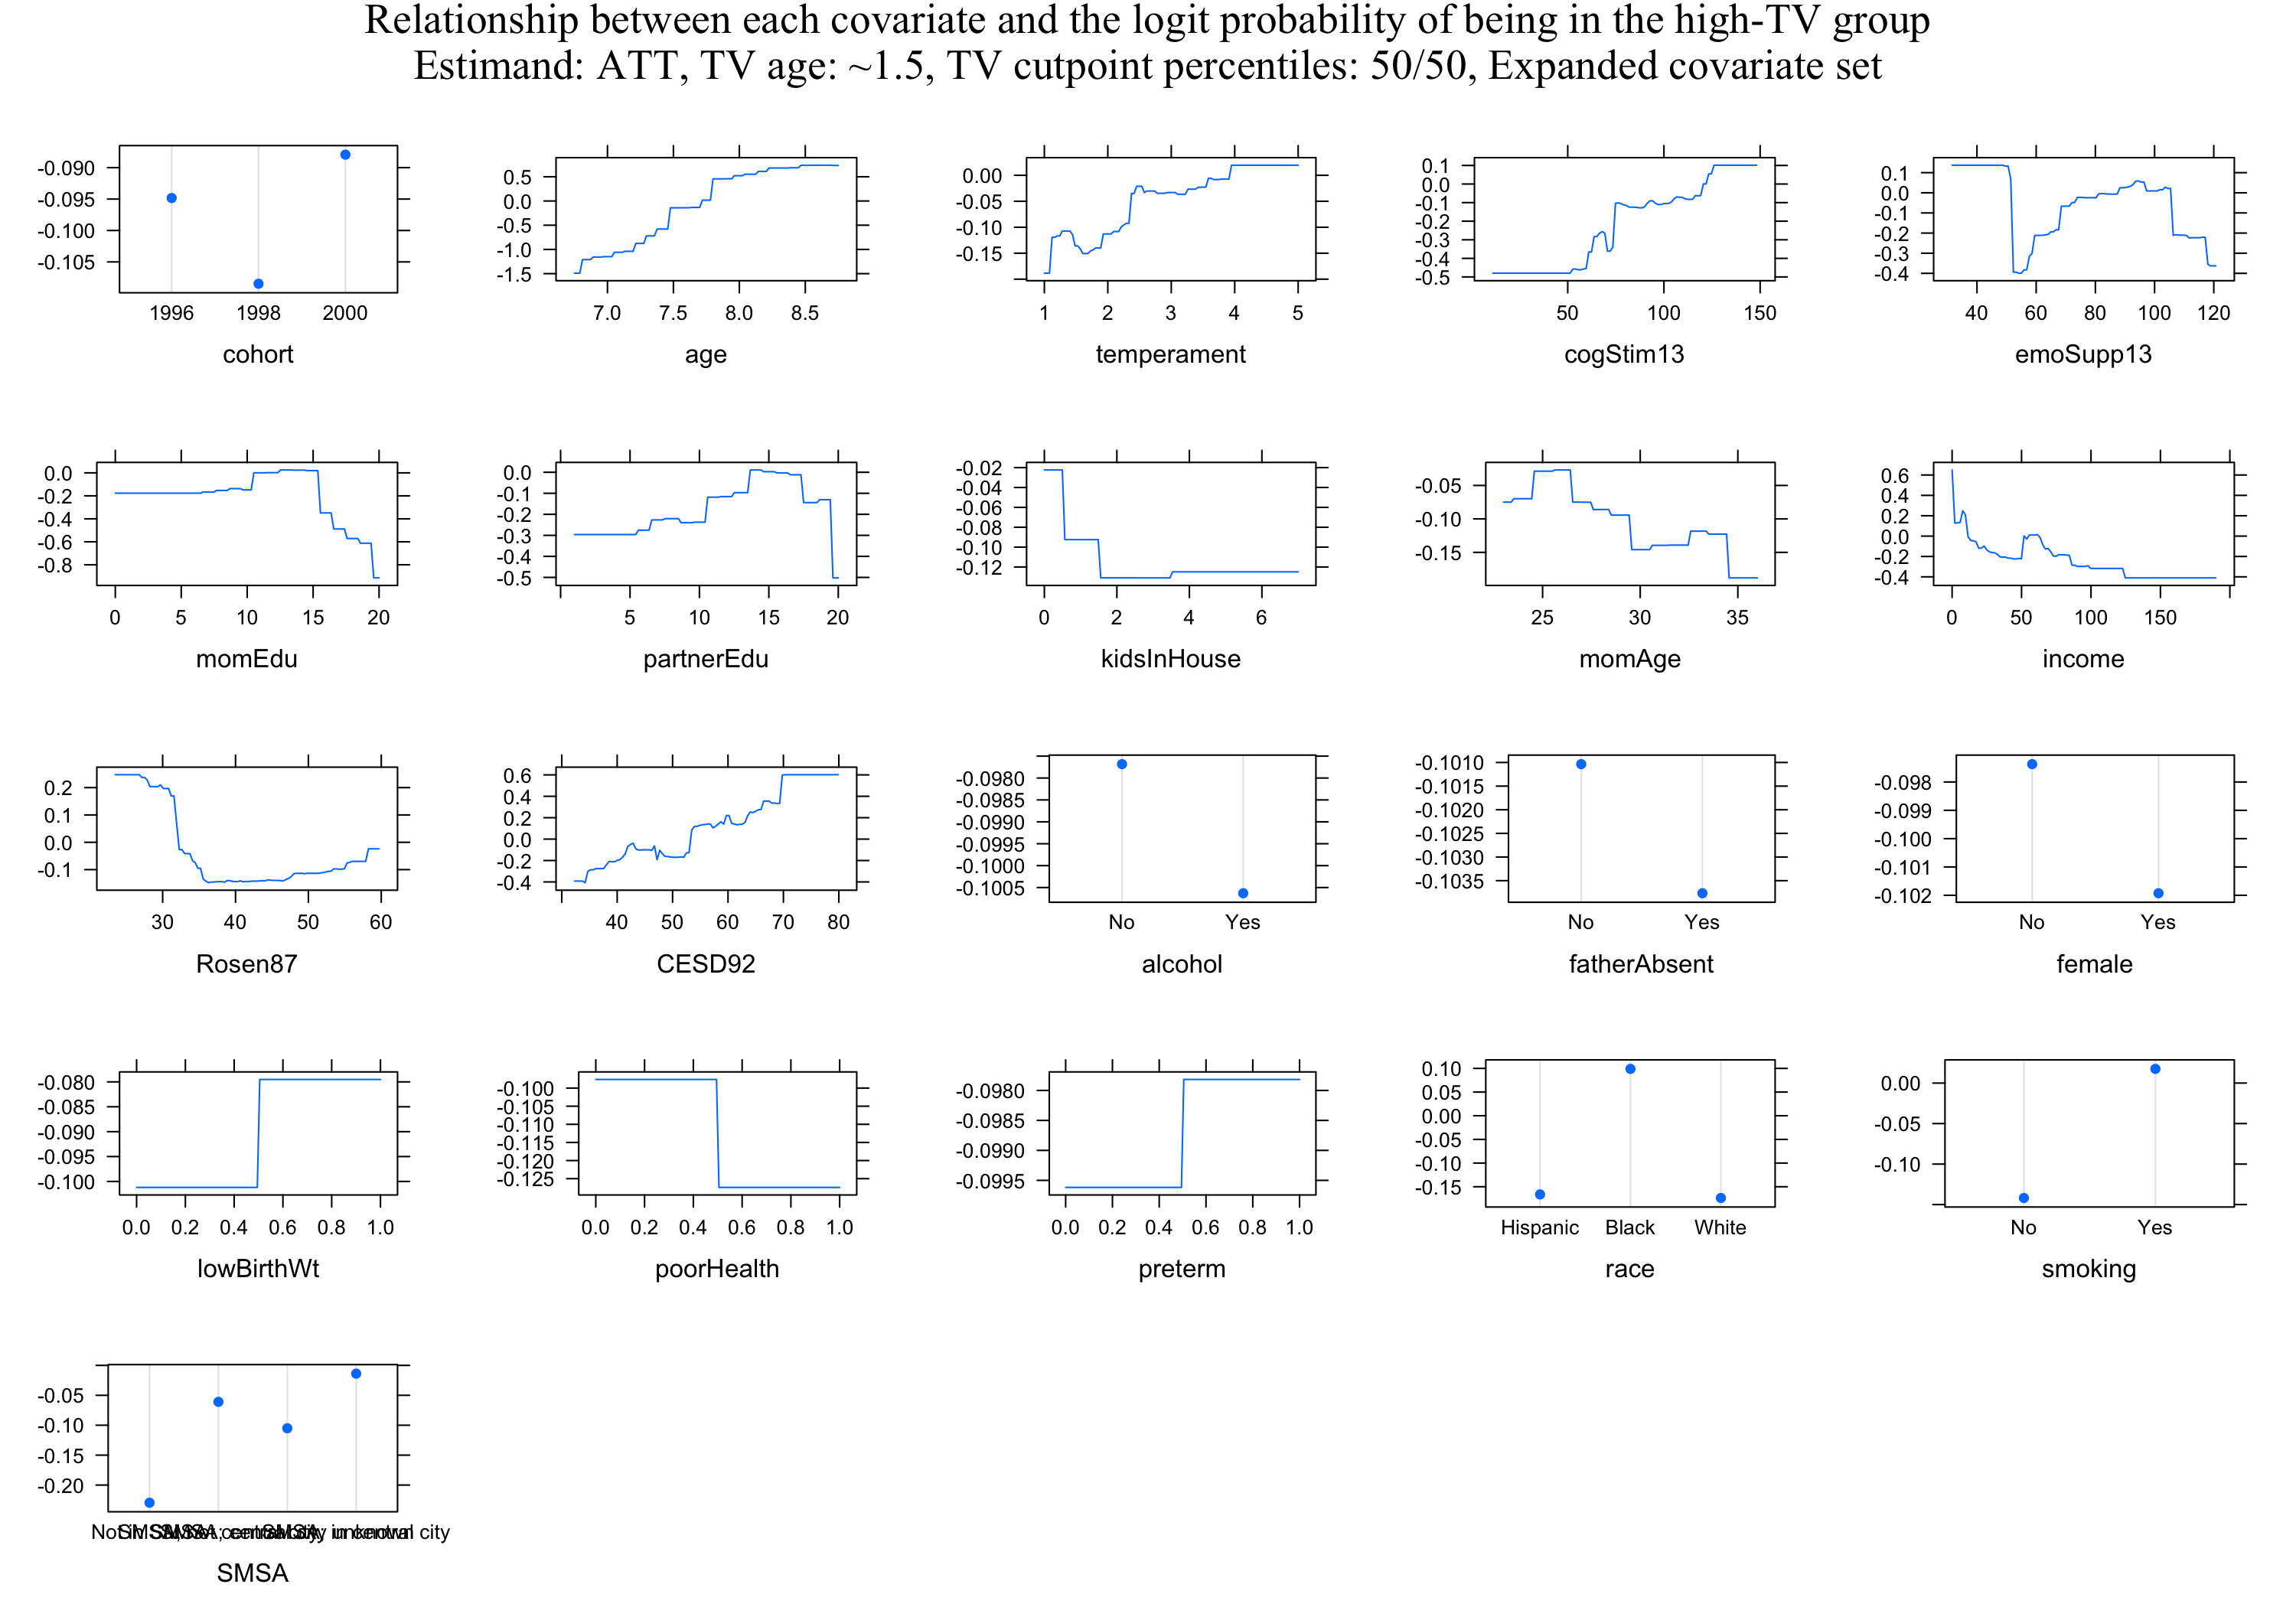 Relationship between each covariate and the logit probability of being in the high-TV group
Estimand: ATT, TV age: ~1.5, TV cutpoint percentiles: 50/50, Expanded covariate set
-0.090
-0.095
-0.100
-0.105
1996 1998 2000
cohort
0.5
0.0
-0.5
-1.0
-1.5
7.0 7.5 8.0 8.5
age
0.00
-0.05
-0.10
-0.15
1 2 3 4 5
temperament
0.1
0.0
-0.1
-0.2
-0.3
-0.4
-0.5
50 100 150
cogStim13
0.1
0.0
-0.1
-0.2
-0.3
-0.4
40 60 80 100 120
emoSupp13
0.0
-0.2
-0.4
-0.6
-0.8
0 5 10 15 20
momEdu
0.0
-0.1
-0.2
-0.3
-0.4
-0.5
5 10 15 20
partnerEdu
-0.02
-0.04
-0.06
-0.08
-0.10
-0.12
0 2 4 6
kidsInHouse
-0.05
-0.10
-0.15
25 30 35
momAge
0.6
0.4
0.2
0.0
-0.2
-0.4
0 50 100 150
income
0.2
0.1
0.0
-0.1
30 40 50 60
Rosen87
0.6
0.4
0.2
0.0
-0.2
-0.4
40 50 60 70 80
CESD92
-0.0980
-0.0985
-0.0990
-0.0995
-0.1000
-0.1005
No Yes
alcohol
-0.1010
-0.1015
-0.1020
-0.1025
-0.1030
-0.1035
No Yes
fatherAbsent
-0.098
-0.099
-0.100
-0.101
-0.102
No Yes
female
-0.080
-0.085
-0.090
-0.095
-0.100
0.0 0.2 0.4 0.6 0.8 1.0
lowBirthWt
-0.100
-0.105
-0.110
-0.115
-0.120
-0.125
0.0 0.2 0.4 0.6 0.8 1.0
poorHealth
-0.0980
-0.0985
-0.0990
-0.0995
0.0 0.2 0.4 0.6 0.8 1.0
preterm
0.10
0.05
0.00
-0.05
-0.10
-0.15
Hispanic Black White
race
0.00
-0.05
-0.10
No Yes
smoking
-0.05
-0.10
-0.15
-0.20
city
SMSA